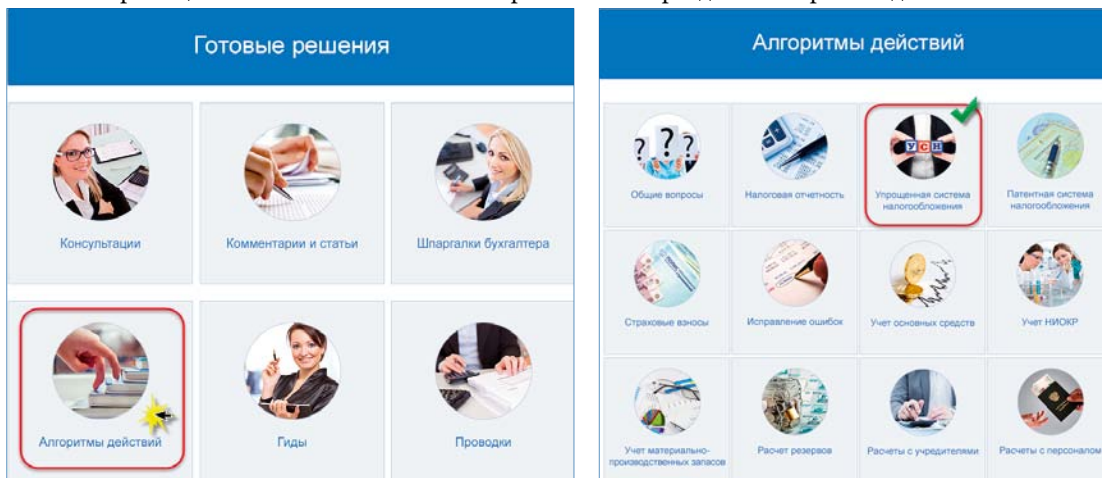 Готовые решения
Консультации
Комментарии и статьи
Шпаргалки бухгалтера
Алгоритмы действий
Гиды
Проводки
Алгоритмы действий
? ? ?
Общие вопросы
Налоговая отчетность
УСН
Упрощенная система
налогообложения
Патентная система
налогообложения
Страховые взносы
Исправление ошибок
Учет основных средств
Учет НИОКР
Учет материально-
производственных запасов
Расчет резервов
Расчеты с учредителями
Расчеты с персоналом